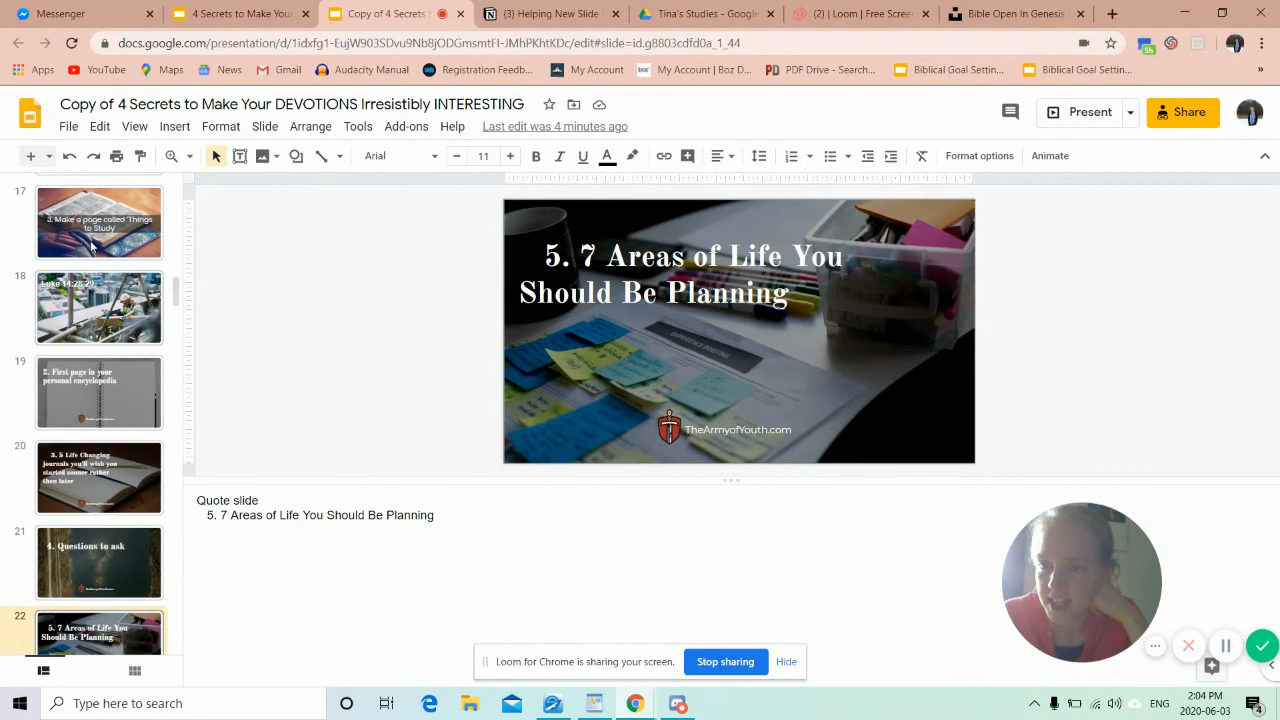 (3) Messenger
4 Secrets to Make Your
Copy of 4 Secrets t
(3) Helping New Slide
Tina's Studies - Google
(2) | Loom | Free Screen
Bible Open In Genesis
docs.google.com/presentation/d/
/edit#slide=id.g8803cdfd0a_1_44
5h
Apps
YouTube
Maps
News
Gmail
Audacity Manual
Registration - Embr...
My Account
My Account | Boz D...
PDF Drive - Search...
Biblical Goal Settin...
Biblical Goal Settin...
»
Copy of 4 Secrets to Make Your DEVOTIONS Irresistibly INTERESTING
File Edit View Insert Format Slide Arrange Tools Add-ons Help Last edit was 4 minutes ago
Present
Share
Arial
11
B I U A
Format options
Animate
17
3. Make a page called 'Things
to Study'
18
Luke 14:28,29
19
2. First page in your
personal encyclopedia
20
3. 5 Life Changing
journals you'll wish you
started sooner rather
then later
21
4. Questions to ask
22
5. 7 Areas of Life You
Should Be Planning
5. 7 Areas of Life You
Should Be Planning
TheArmyofYouth.com
Quote slide
7 Areas of Life You Should Be Planning
Loom for Chrome is sharing your screen.
Stop sharing
Hide
Type here to search
ENG
2:04 PM
2020-06-03
4